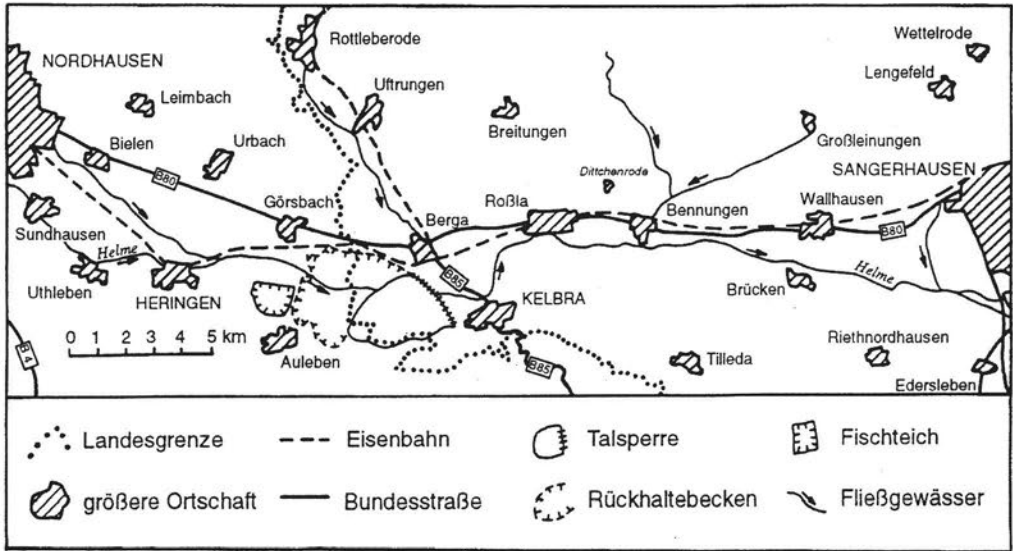 Rottleberode
Wettelrode
NORDHAUSEN
Uftrungen
Lengefeld
Leimbach
Breitungen
Großleinungen
Bielen
Urbach
B80
Dittchenrode
SANGERHAUSEN
Görsbach
Berga
Roßla
Bennungen
Wallhausen
B80
Sundhausen
Helme
B85
Helme
Uthleben
HERINGEN
KELBRA
Brücken
0 1 2 3 4 5 km
Auleben
Tilleda
Riethnordhausen
B4
B85
Edersleben
Landesgrenze
Eisenbahn
Talsperre
Fischteich
größere Ortschaft
Bundesstraße
Rückhaltebecken
Fließgewässer